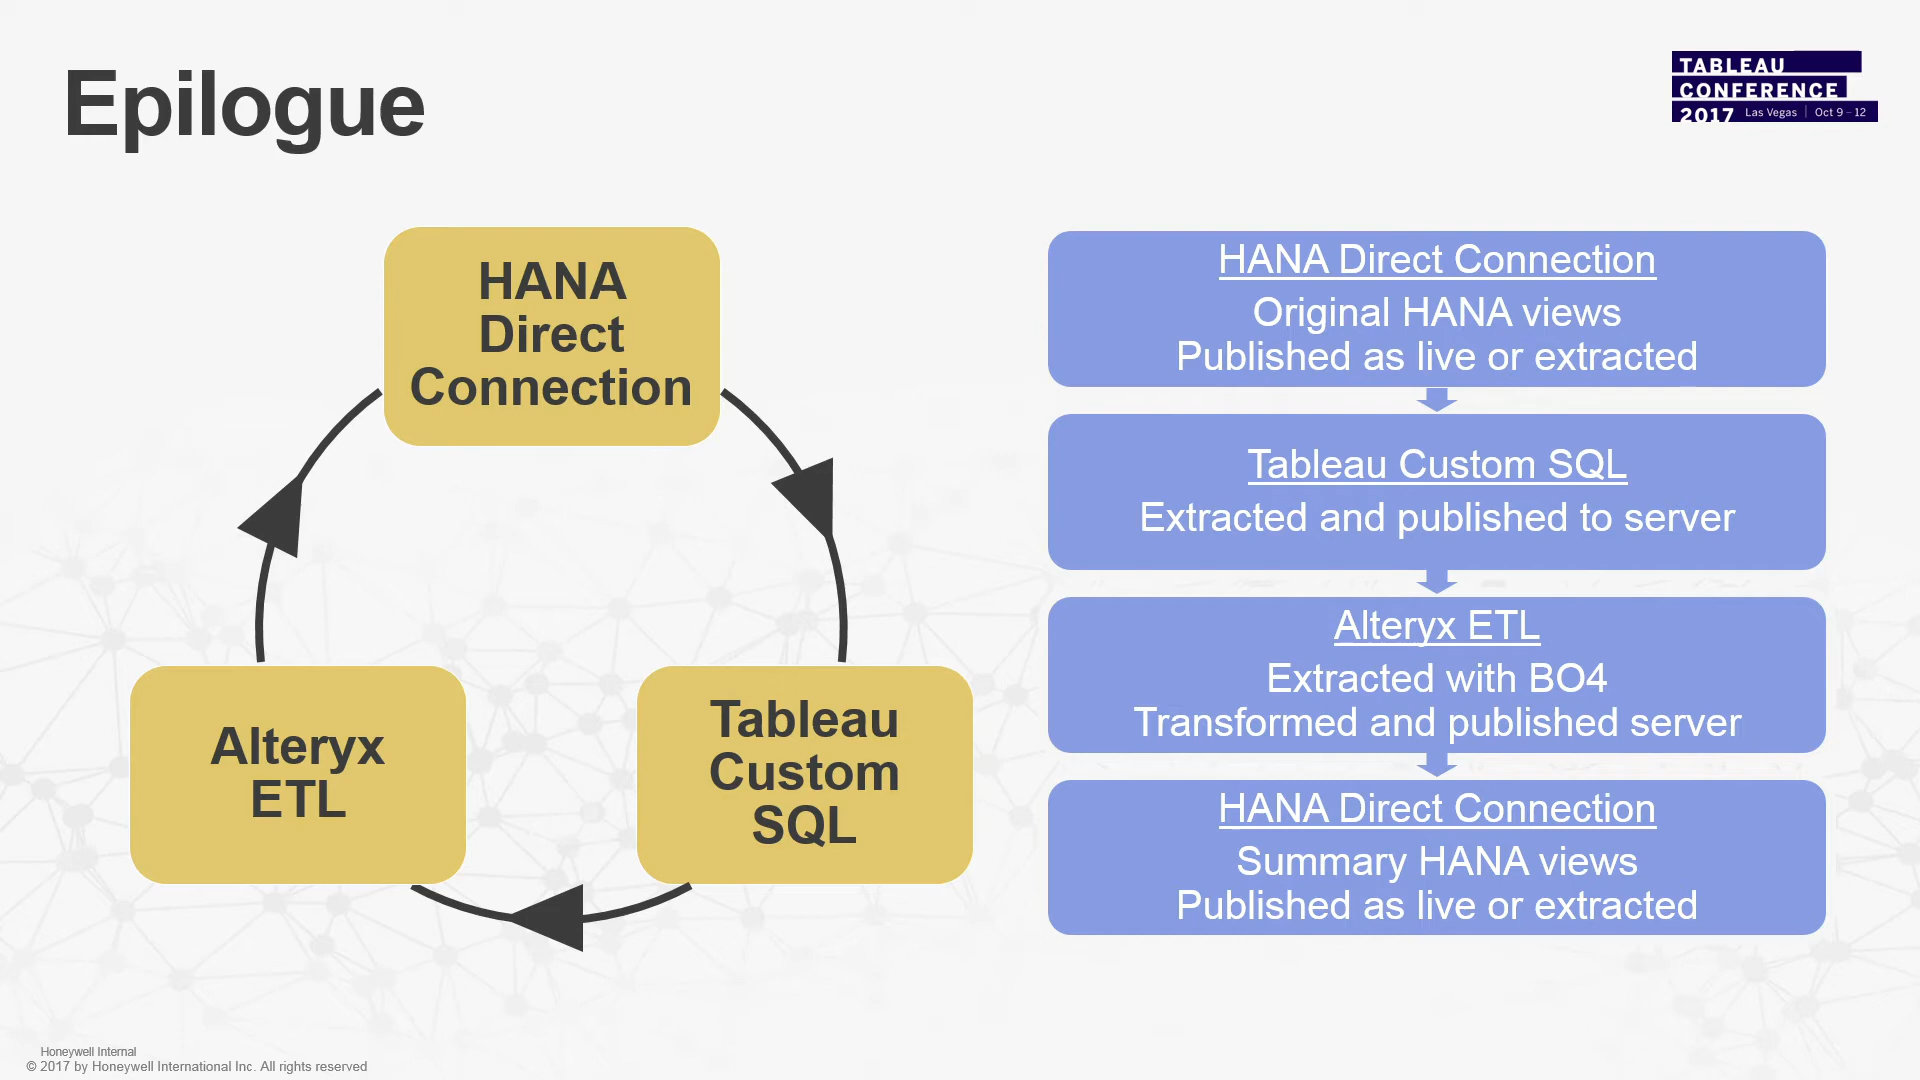 Epilogue
TABLEAU
CONFERENCE
2017 Las Vegas | Oct 9 – 12
HANA
Direct
Connection
Alteryx
ETL
Tableau
Custom
SQL
HANA Direct Connection
Original HANA views
Published as live or extracted
Tableau Custom SQL
Extracted and published to server
Alteryx ETL
Extracted with BO4
Transformed and published server
HANA Direct Connection
Summary HANA views
Published as live or extracted
Honeywell Internal
© 2017 by Honeywell International Inc. All rights reserved